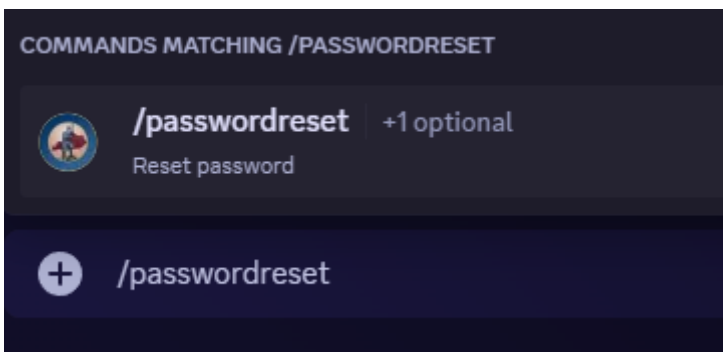 COMMANDS MATCHING /PASSWORDRESET
/passwordreset +1 optional
Reset password
/passwordreset